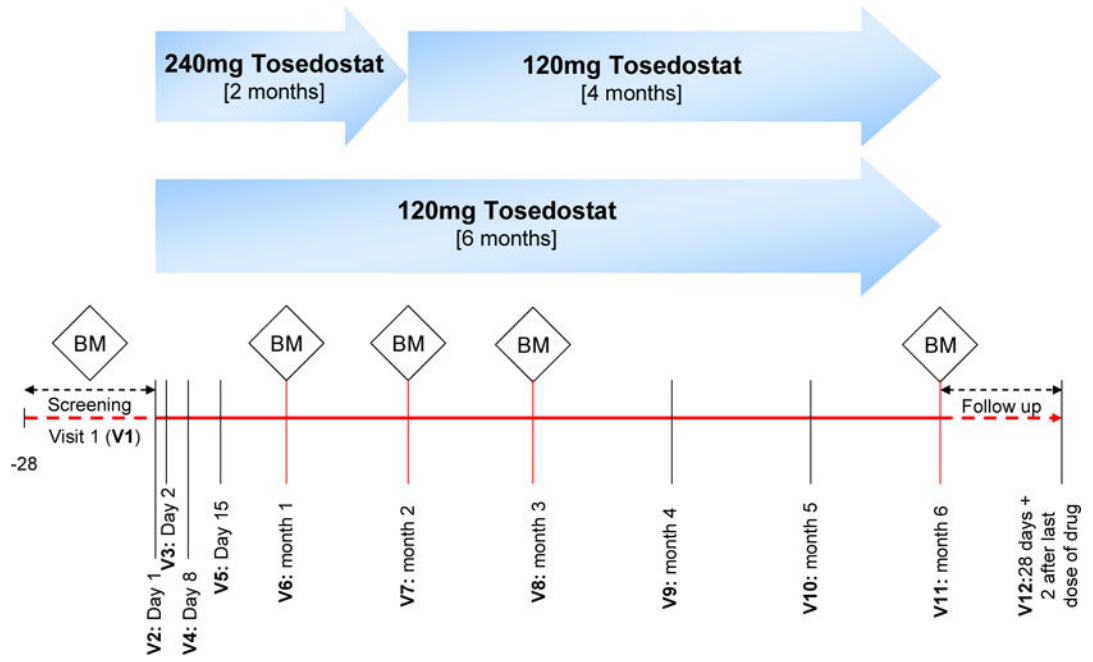 240mg Tosedostat
[2 months]
120mg Tosedostat
[4 months]
120mg Tosedostat
[6 months]
BM
BM
BM
BM
BM
Screening
Follow up
Visit 1 (V1)
-28
V2: Day 1
V3: Day 2
V4: Day 8
V5: Day 15
V6: month 1
V7: month 2
V8: month 3
V9: month 4
V10: month 5
V11: month 6
V12:28 days +
2 after last
dose of drug